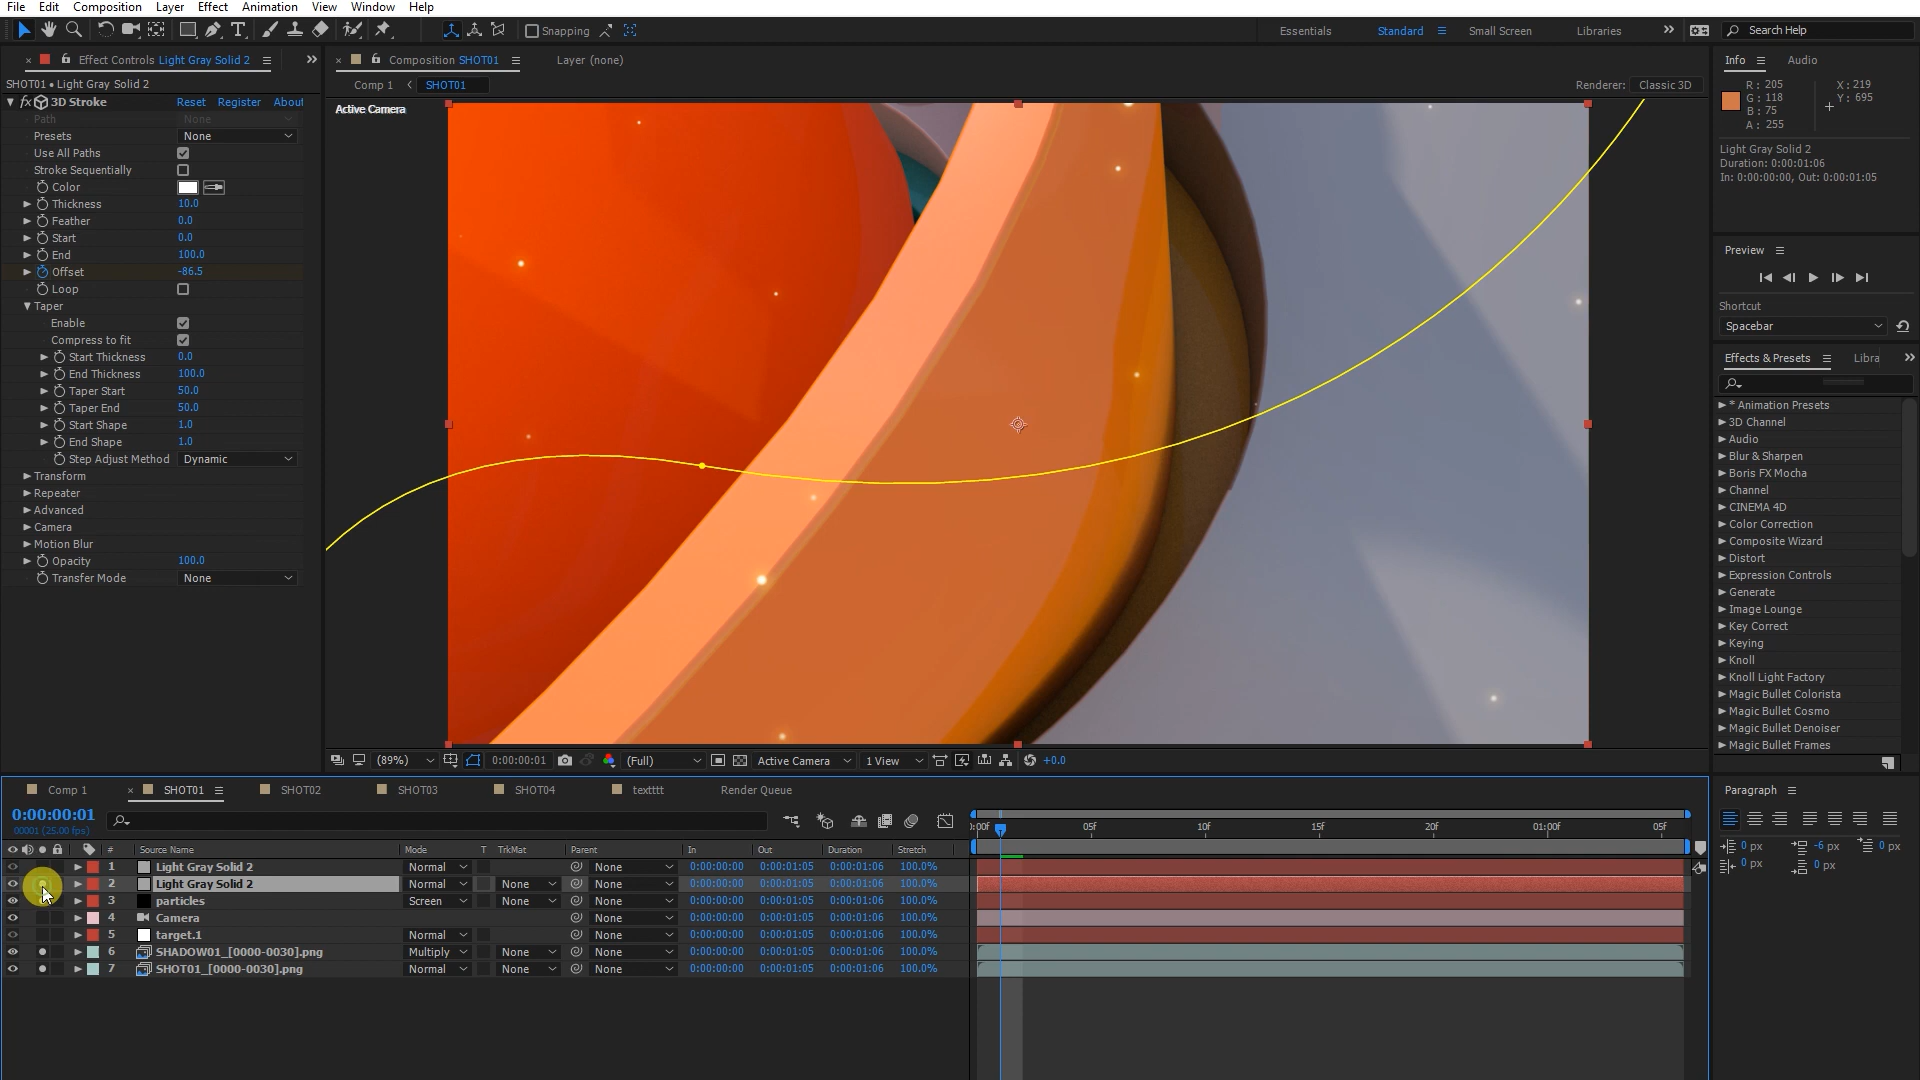 File Edit Composition Layer Effect Animation View Window Help
Snapping Essentials Standard Small Screen Libraries Search Help
Effect Controls Light Gray Solid 2
Composition SHOT01 Layer (none)
Info Audio
SHOT01 • Light Gray Solid 2
Comp 1 SHOT01
Renderer: Classic 3D
R: 205
G: 118
B: 75
A: 255
X: 219
Y: 695
Light Gray Solid 2
Duration: 0:00:01:06
In: 0:00:00:00, Out: 0:00:01:05
fx 3D Stroke Reset Register About
Path None
Presets None
Use All Paths
Stroke Sequentially
Color
Thickness 10.0
Feather 0.0
Start 0.0
End 100.0
Offset -86.5
Loop
Taper
Enable
Compress to fit
Start Thickness 0.0
End Thickness 100.0
Taper Start 50.0
Taper End 50.0
Start Shape 1.0
End Shape 1.0
Step Adjust Method Dynamic
Transform
Repeater
Advanced
Camera
Motion Blur
Opacity 100.0
Transfer Mode None
Active Camera
Preview
Shortcut
Spacebar
Effects & Presets Libra
* Animation Presets
3D Channel
Audio
Blur & Sharpen
Boris FX Mocha
Channel
CINEMA 4D
Color Correction
Composite Wizard
Distort
Expression Controls
Generate
Image Lounge
Key Correct
Keying
Knoll
Knoll Light Factory
Magic Bullet Colorista
Magic Bullet Cosmo
Magic Bullet Denoiser
Magic Bullet Frames
(89%) 0:00:00:01 (Full) Active Camera 1 View +0.0
Comp 1 SHOT01 SHOT02 SHOT03 SHOT04 textttt Render Queue
0:00:00:01
00001 (25.00 fps)
):00f 05f 10f 15f 20f 01:00f 05f
# Source Name Mode T TrkMat Parent In Out Duration Stretch
1 Light Gray Solid 2 Normal None 0:00:00:00 0:00:01:05 0:00:01:06 100.0%
2 Light Gray Solid 2 Normal None None 0:00:00:00 0:00:01:05 0:00:01:06 100.0%
3 particles Screen None None 0:00:00:00 0:00:01:05 0:00:01:06 100.0%
4 Camera None 0:00:00:00 0:00:01:05 0:00:01:06 100.0%
5 target.1 Normal None 0:00:00:00 0:00:01:05 0:00:01:06 100.0%
6 SHADOW01_[0000-0030].png Multiply None None 0:00:00:00 0:00:01:05 0:00:01:06 100.0%
7 SHOT01_[0000-0030].png Normal None None 0:00:00:00 0:00:01:05 0:00:01:06 100.0%
Paragraph
0 px -6 px 0 px
0 px 0 px